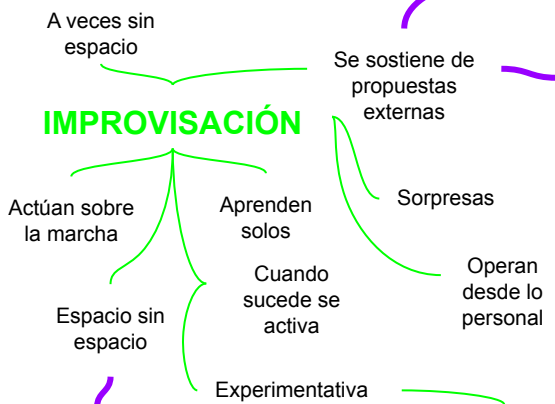 A veces sin
espacio
Se sostiene de
propuestas
externas
IMPROVISACIÓN
Actúan sobre
la marcha
Aprenden
solos
Sorpresas
Cuando
sucede se
activa
Operan
desde lo
personal
Espacio sin
espacio
Experimentativa